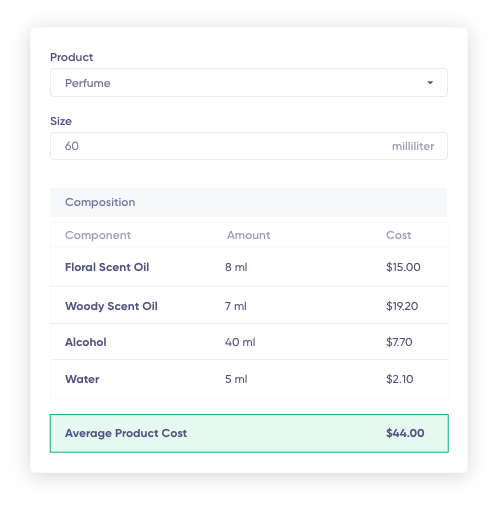 Product
Perfume
Size
60 milliliter
Composition
Component Amount Cost
Floral Scent Oil 8 ml $15.00
Woody Scent Oil 7 ml $19.20
Alcohol 40 ml $7.70
Water 5 ml $2.10
Average Product Cost $44.00